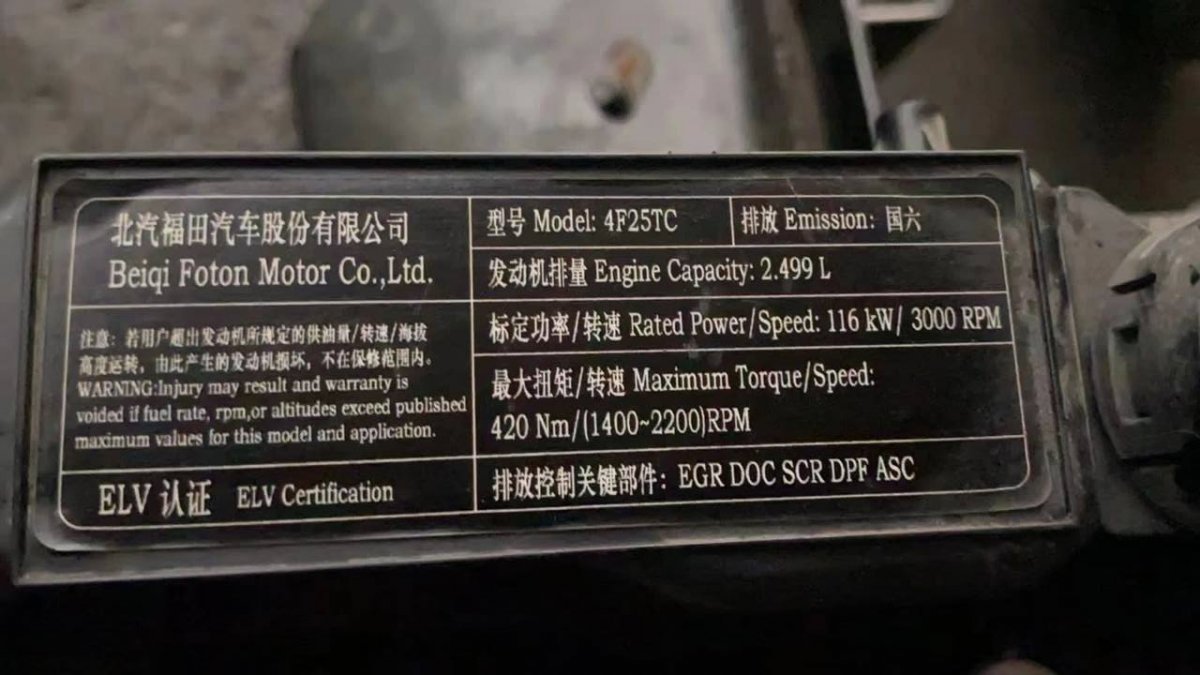 北汽福田汽车股份有限公司
Beiqi Foton Motor Co.,Ltd.
注意：若用户超出发动机所规定的供油量/转速/海拔
高度运转，由此产生的发动机损坏，不在保修范围内。
WARNING:Injury may result and warranty is
voided if fuel rate, rpm,or altitudes exceed published
maximum values for this model and application.
ELV 认证 ELV Certification
型号 Model: 4F25TC
排放 Emission: 国六
发动机排量 Engine Capacity: 2.499 L
标定功率/转速 Rated Power/Speed: 116 kW/ 3000 RPM
最大扭矩/转速 Maximum Torque/Speed:
420 Nm/(1400~2200)RPM
排放控制关键部件: EGR DOC SCR DPF ASC